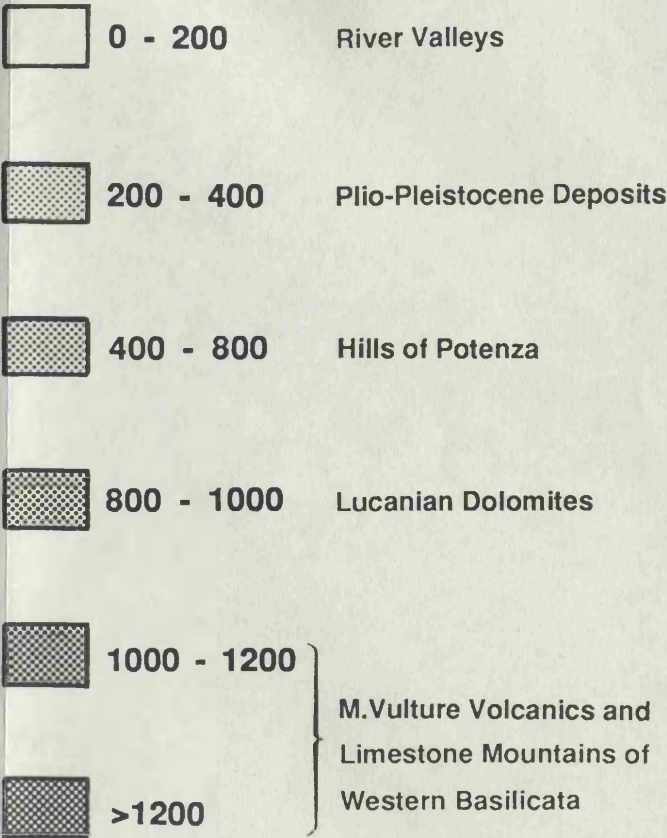 0 - 200 River Valleys
200 - 400 Plio-Pleistocene Deposits
400 - 800 Hills of Potenza
800 - 1000 Lucanian Dolomites
1000 - 1200
M.Vulture Volcanics and
Limestone Mountains of
Western Basilicata
>1200